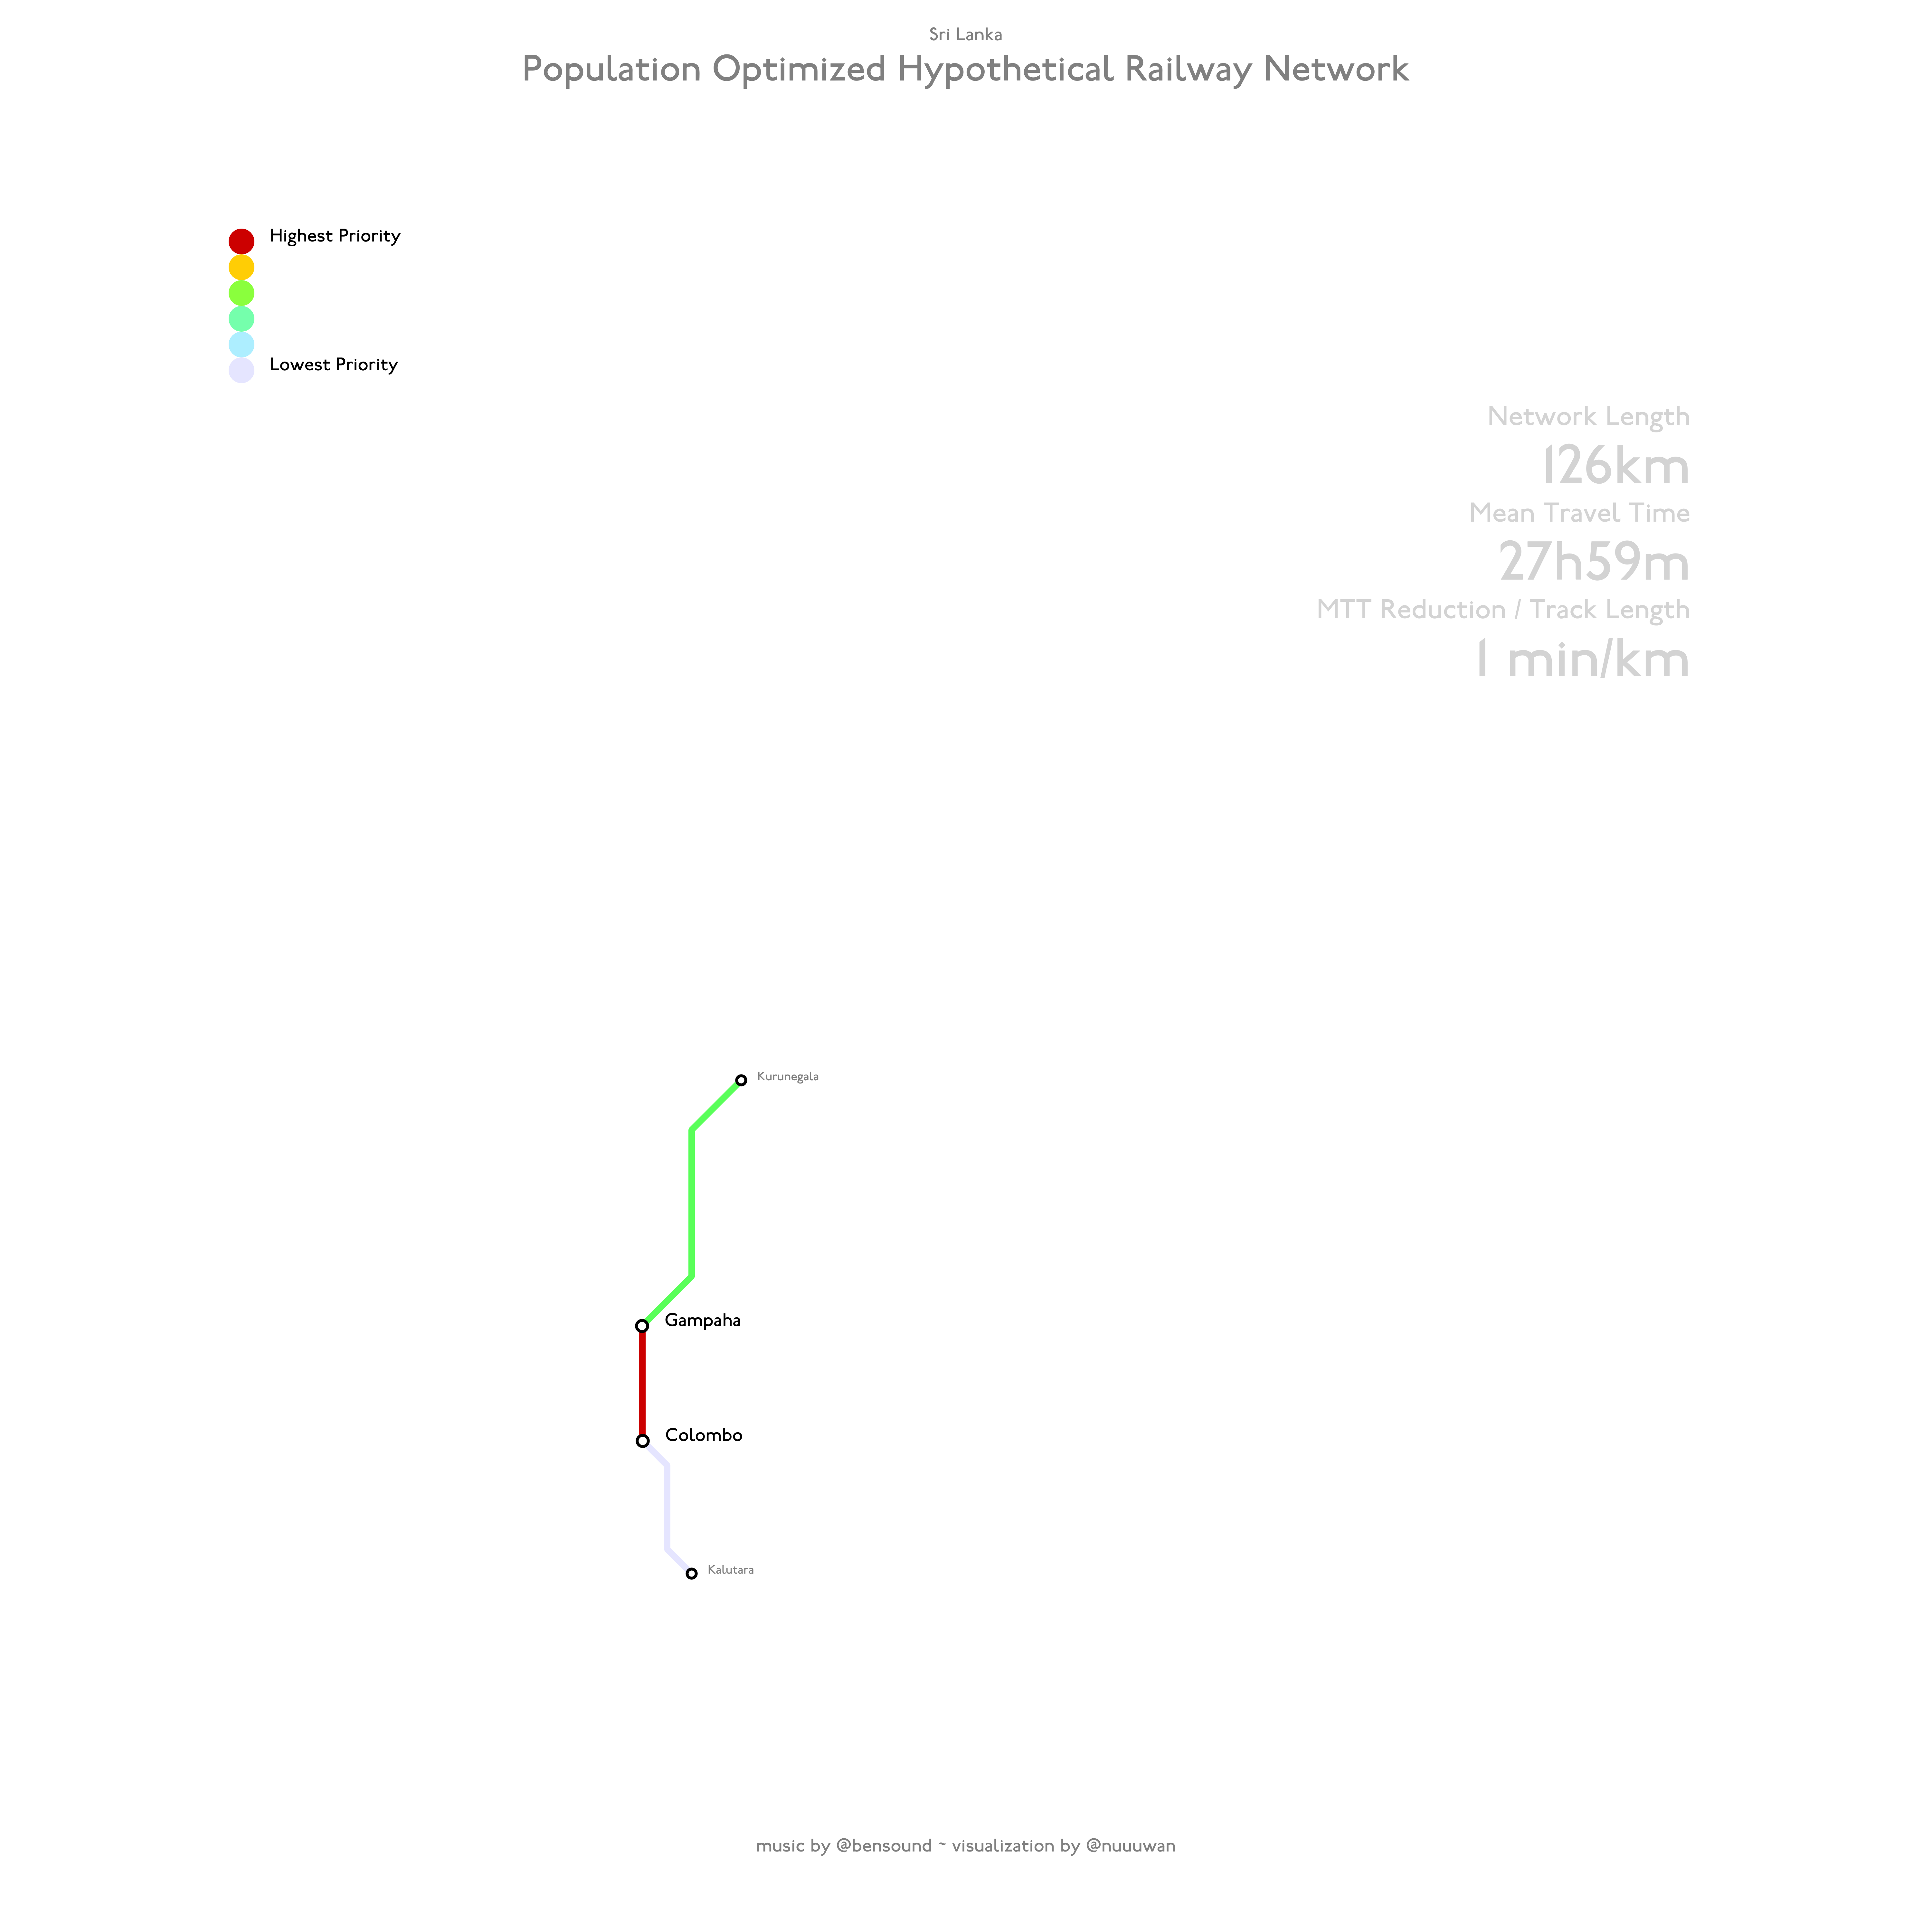 Sri Lanka
Population Optimized Hypothetical Railway Network
Highest Priority
Lowest Priority
Network Length
126km
Mean Travel Time
27h59m
MTT Reduction / Track Length
1 min/km
Kurunegala
Gampaha
Colombo
Kalutara
music by @bensound ~ visualization by @nuuuwan